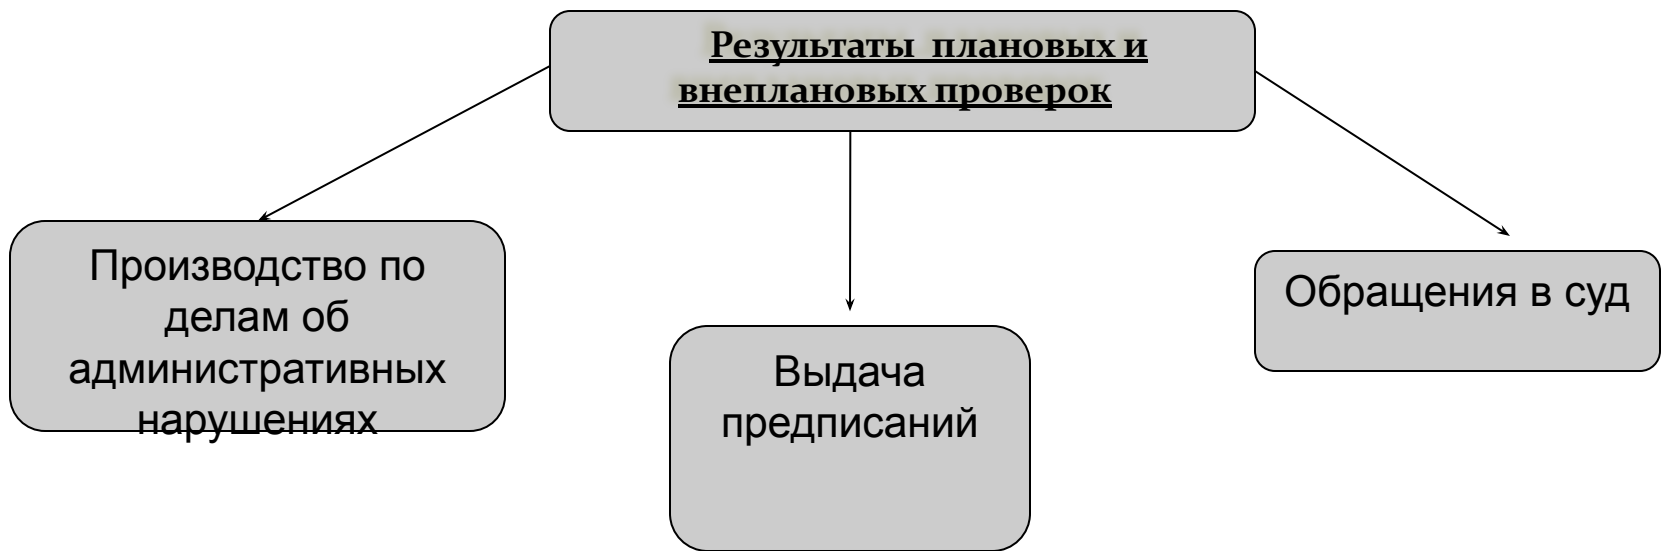 Результаты плановых и
внеплановых проверок
Производство по
делам об
административных
нарушениях
Выдача
предписаний
Обращения в суд